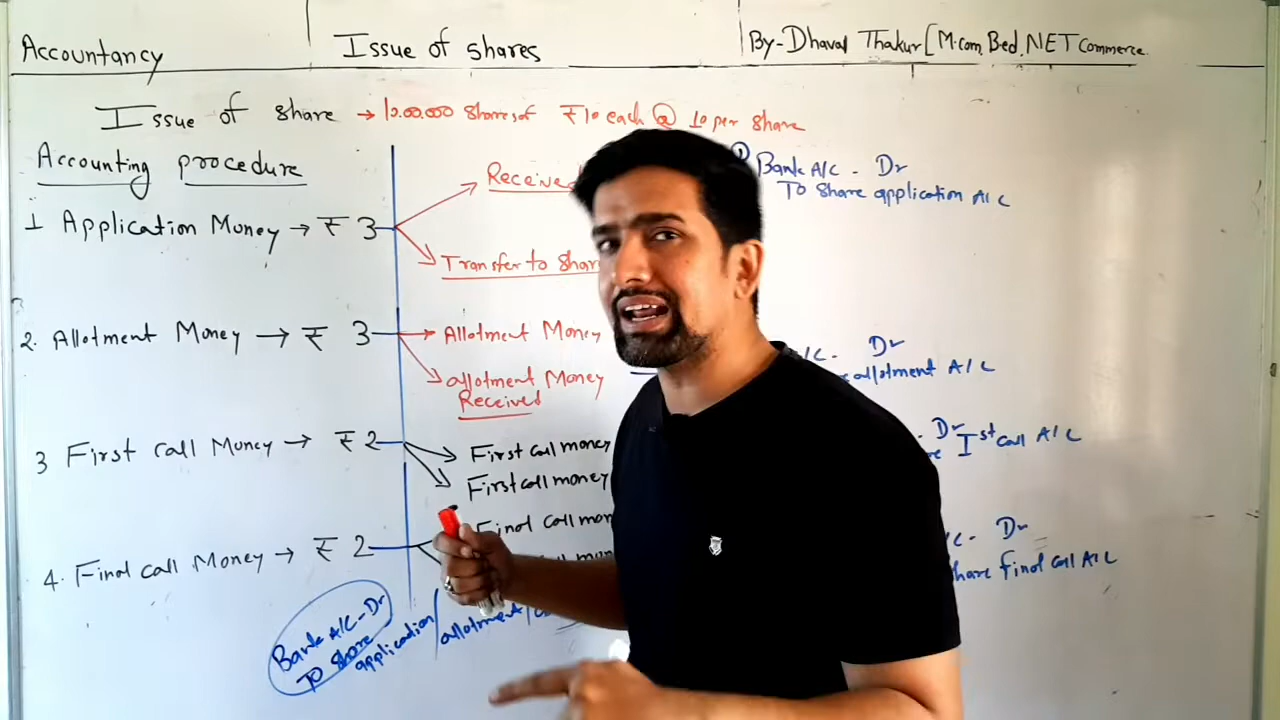 Accountancy
Issue of shares
By-Dhaval Thakur [M.com, B.ed, NET Commerce
Issue of share → 10,00,000 Shares of ₹10 each @ 10 per share
Accounting procedure
1 Application Money → ₹ 3
Received
Transfer to Shar
① Bank A/C - Dr
To Share application A/C
2. Allotment Money → ₹ 3
Allotment Money
allotment Money
Received
A/C - Dr
allotment A/C
3 First call Money → ₹ 2
First call money
First call money
- Dr
Ist call A/C
4. Final call Money → ₹ 2
Final call mon
Dr
Share final call A/C
Bank A/C - Dr
To share
application/allotment/